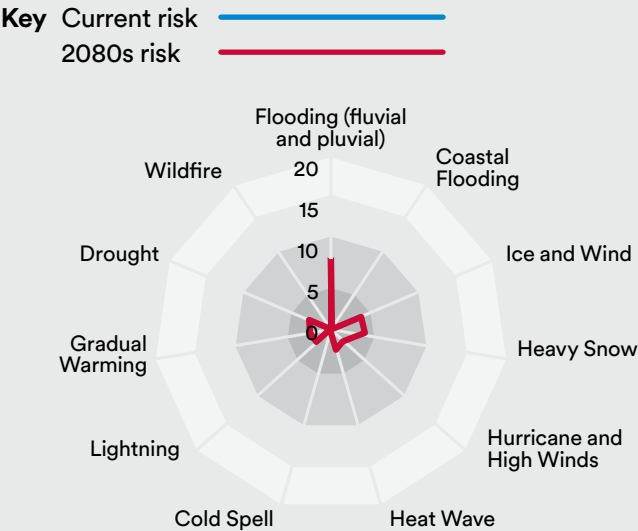 Key Current risk
2080s risk
Flooding (fluvial
and pluvial)
Coastal
Flooding
Wildfire
20
15
Drought
Ice and Wind
10
5
0
Gradual
Warming
Heavy Snow
Lightning
Hurricane and
High Winds
Cold Spell
Heat Wave